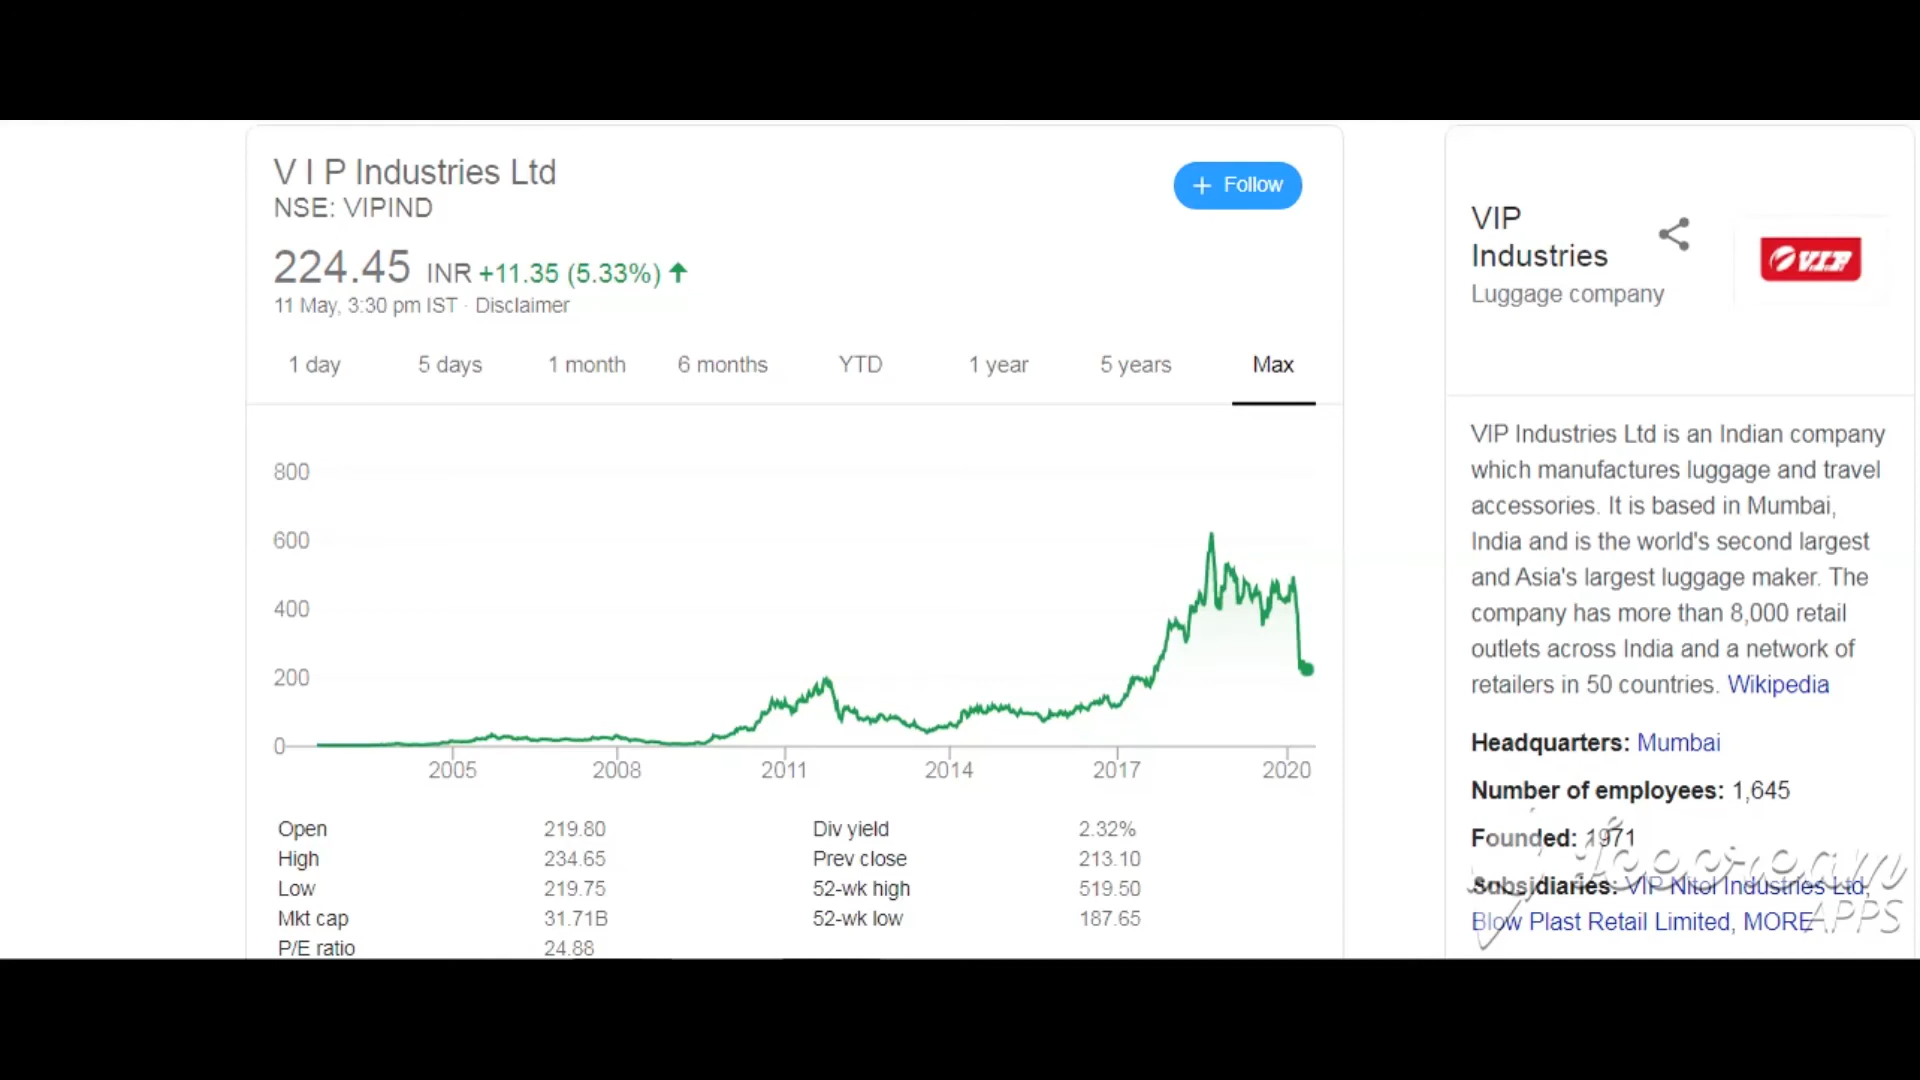 V I P Industries Ltd
NSE: VIPIND
+ Follow
224.45 INR +11.35 (5.33%)
11 May, 3:30 pm IST · Disclaimer
1 day 5 days 1 month 6 months YTD 1 year 5 years Max
800
600
400
200
0
2005 2008 2011 2014 2017 2020
Open 219.80
High 234.65
Low 219.75
Mkt cap 31.71B
P/E ratio 24.88
Div yield 2.32%
Prev close 213.10
52-wk high 519.50
52-wk low 187.65
VIP
Industries
Luggage company
V.I.P.
VIP Industries Ltd is an Indian company
which manufactures luggage and travel
accessories. It is based in Mumbai,
India and is the world's second largest
and Asia's largest luggage maker. The
company has more than 8,000 retail
outlets across India and a network of
retailers in 50 countries. Wikipedia
Headquarters: Mumbai
Number of employees: 1,645
Founded: 1971
Subsidiaries: VIP Nitol Industries Ltd,
Blow Plast Retail Limited, MORE
APPS